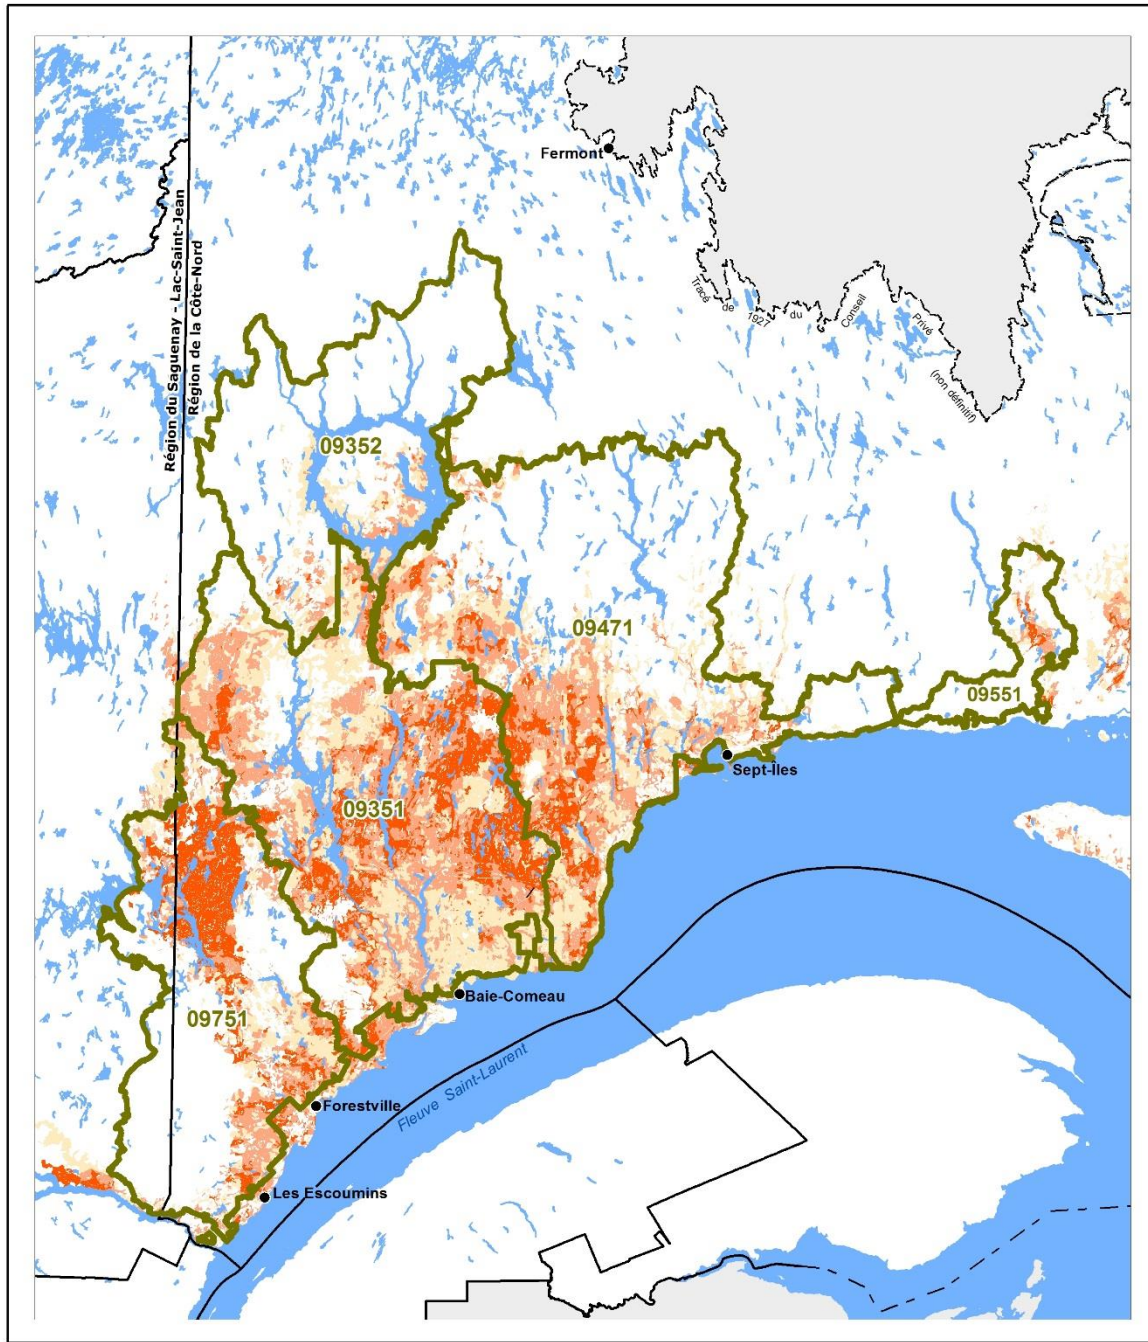 Fermont
Région du Saguenay - Lac-Saint-Jean
Région de la Côte-Nord
Tracé de 1927 du Conseil Privé (non définitif)
09352
09471
09551
Sept-Îles
09351
Baie-Comeau
09751
Fleuve Saint-Laurent
Forestville
Les Escoumins